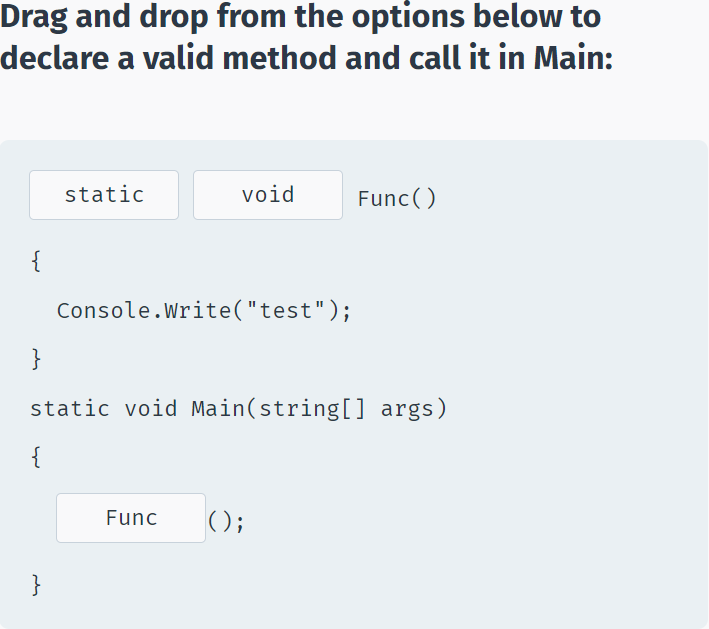 Drag and drop from the options below to
declare a valid method and call it in Main:
static void Func()
{
Console.Write("test");
}
static void Main(string[] args)
{
Func();
}